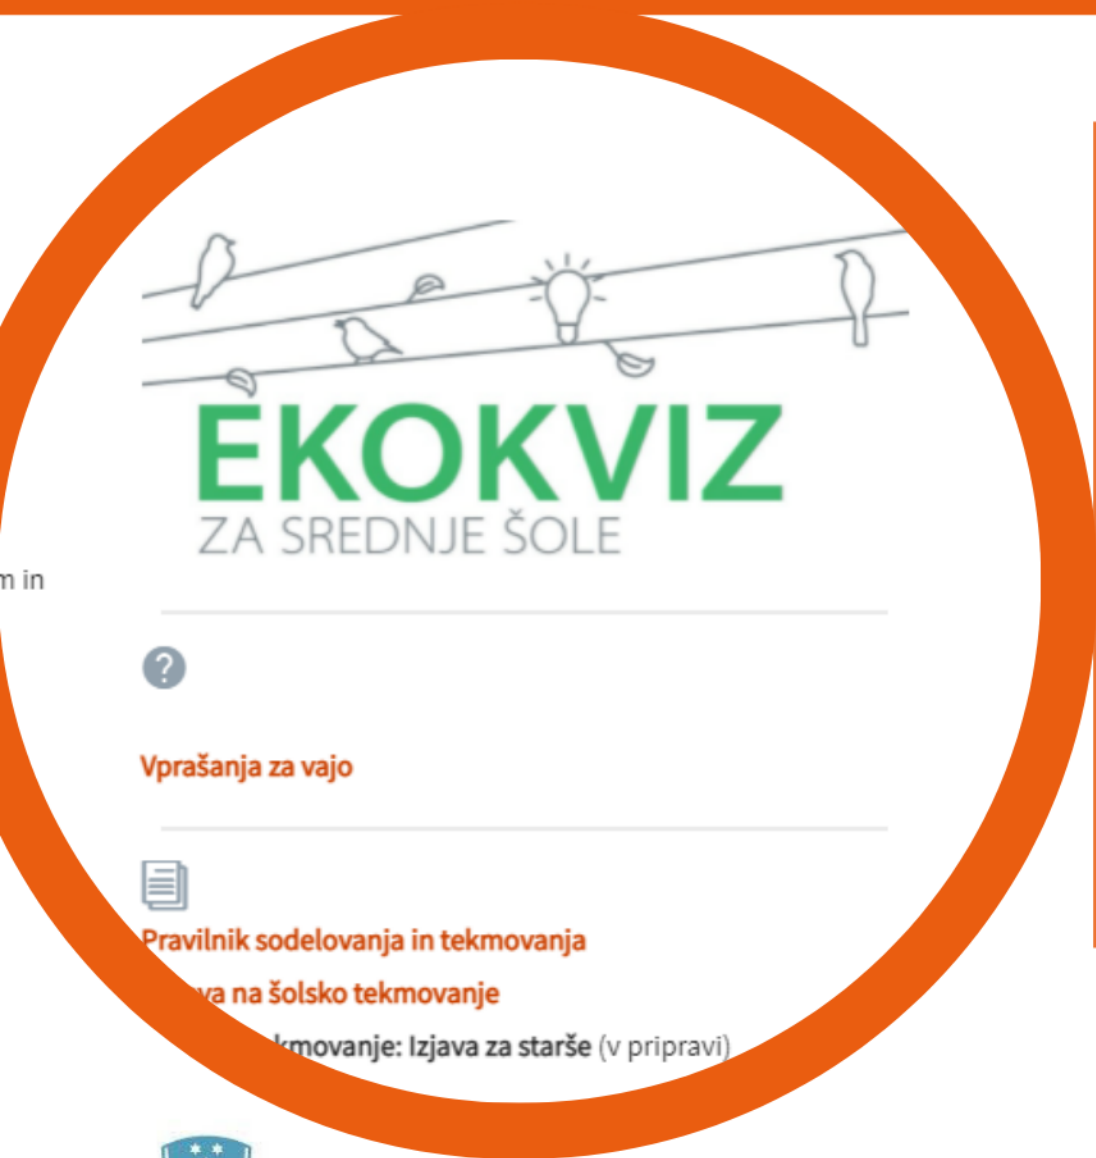 EKOKVIZ
ZA SREDNJE ŠOLE
in
?
Vprašanja za vajo
Pravilnik sodelovanja in tekmovanja
na šolsko tekmovanje
Izjava za starše (v pripravi)